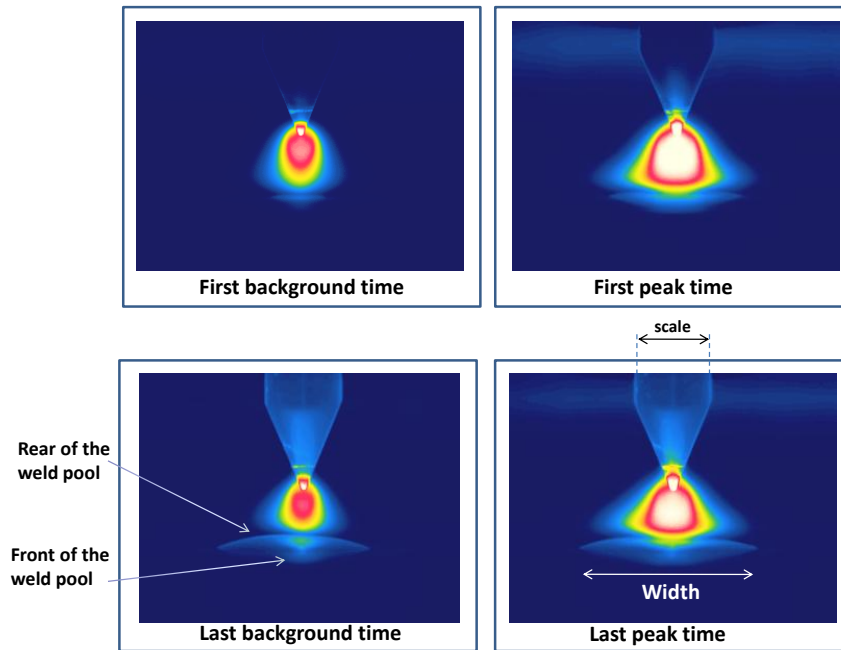 First background time
First peak time
scale
Rear of the
weld pool
Front of the
weld pool
Width
Last background time
Last peak time